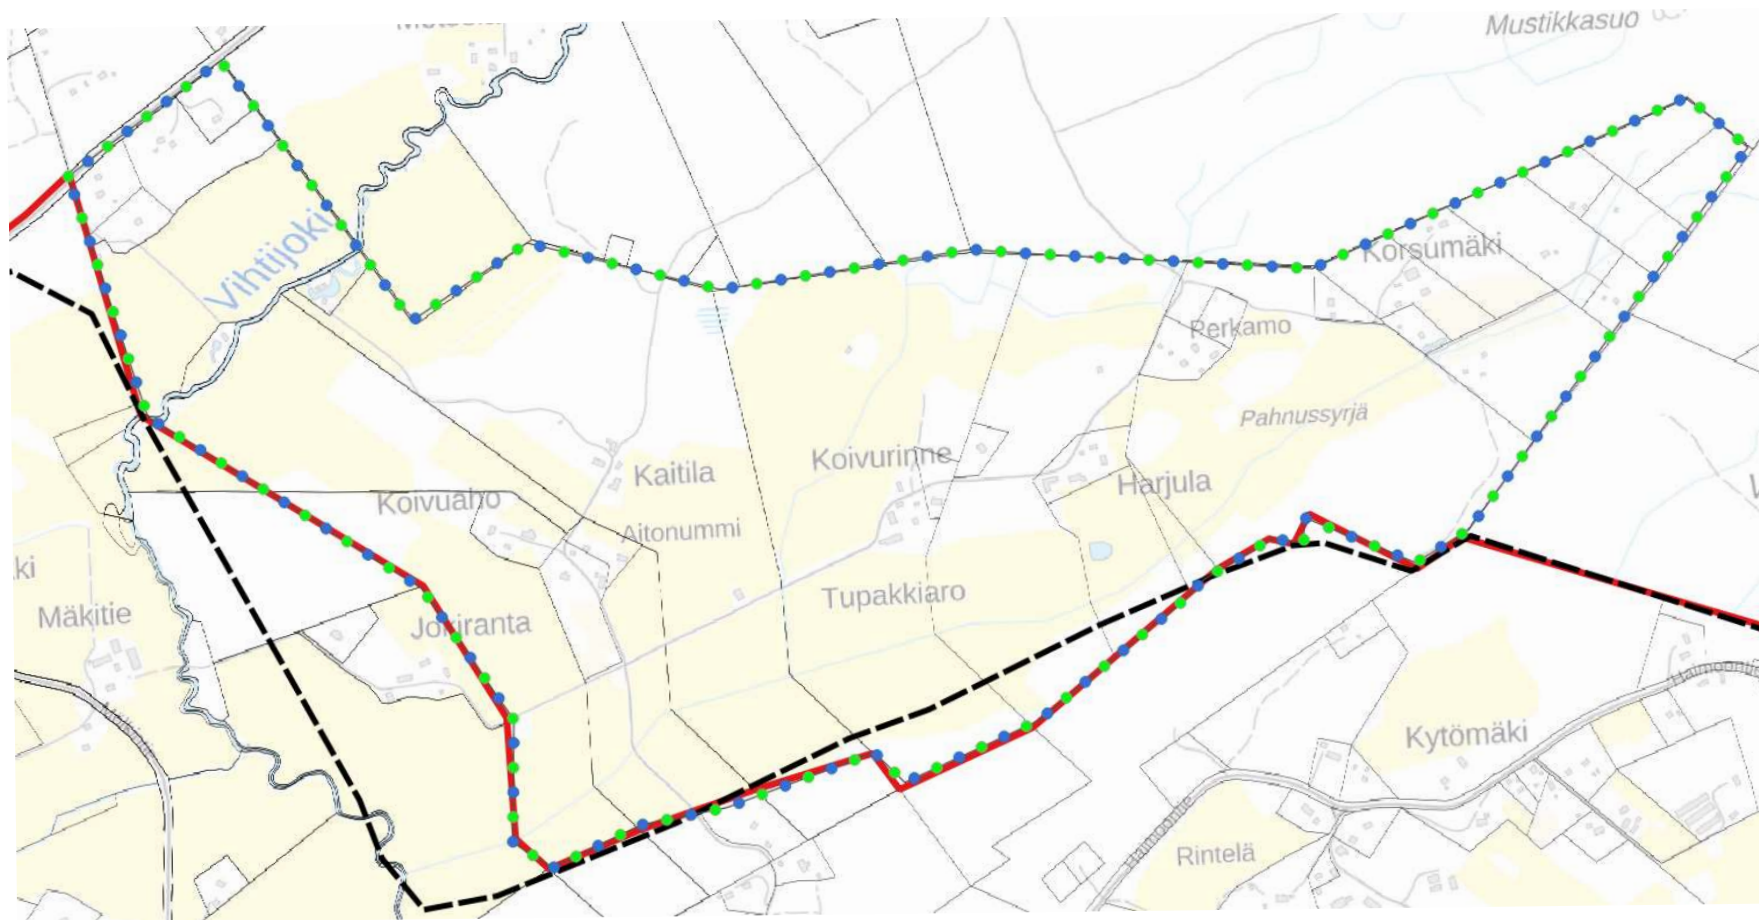 Mustikkasuo
Vihtijoki
Korsumäki
Perkamo
Pahnussyrjä
Koivurinne
Kaitila
Harjula
Koivuaho
Aitonummi
Tupakkiaro
Mäkitie
Jokiranta
Kytömäki
Rintelä